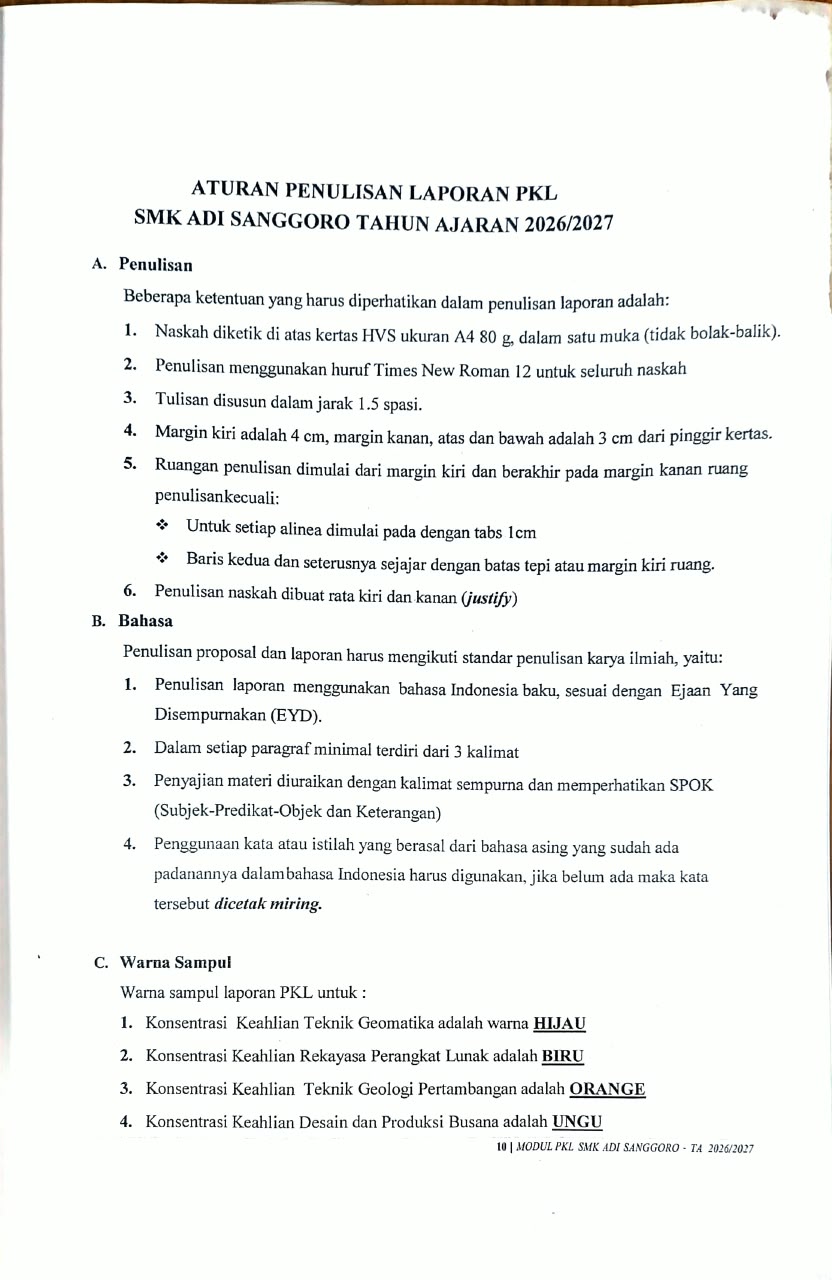 ATURAN PENULISAN LAPORAN PKL
SMK ADI SANGGORO TAHUN AJARAN 2026/2027
A. Penulisan
Beberapa ketentuan yang harus diperhatikan dalam penulisan laporan adalah:
1. Naskah diketik di atas kertas HVS ukuran A4 80 g, dalam satu muka (tidak bolak-balik).
2. Penulisan menggunakan huruf Times New Roman 12 untuk seluruh naskah
3. Tulisan disusun dalam jarak 1.5 spasi.
4. Margin kiri adalah 4 cm, margin kanan, atas dan bawah adalah 3 cm dari pinggir kertas.
5. Ruangan penulisan dimulai dari margin kiri dan berakhir pada margin kanan ruang
penulisankecuali:
❖ Untuk setiap alinea dimulai pada dengan tabs 1cm
❖ Baris kedua dan seterusnya sejajar dengan batas tepi atau margin kiri ruang.
6. Penulisan naskah dibuat rata kiri dan kanan (justify)
B. Bahasa
Penulisan proposal dan laporan harus mengikuti standar penulisan karya ilmiah, yaitu:
1. Penulisan laporan menggunakan bahasa Indonesia baku, sesuai dengan Ejaan Yang
Disempurnakan (EYD).
2. Dalam setiap paragraf minimal terdiri dari 3 kalimat
3. Penyajian materi diuraikan dengan kalimat sempurna dan memperhatikan SPOK
(Subjek-Predikat-Objek dan Keterangan)
4. Penggunaan kata atau istilah yang berasal dari bahasa asing yang sudah ada
padanannya dalam bahasa Indonesia harus digunakan, jika belum ada maka kata
tersebut dicetak miring.
C. Warna Sampul
Warna sampul laporan PKL untuk :
1. Konsentrasi Keahlian Teknik Geomatika adalah warna HIJAU
2. Konsentrasi Keahlian Rekayasa Perangkat Lunak adalah BIRU
3. Konsentrasi Keahlian Teknik Geologi Pertambangan adalah ORANGE
4. Konsentrasi Keahlian Desain dan Produksi Busana adalah UNGU
10 | MODUL PKL SMK ADI SANGGORO - TA 2026/2027